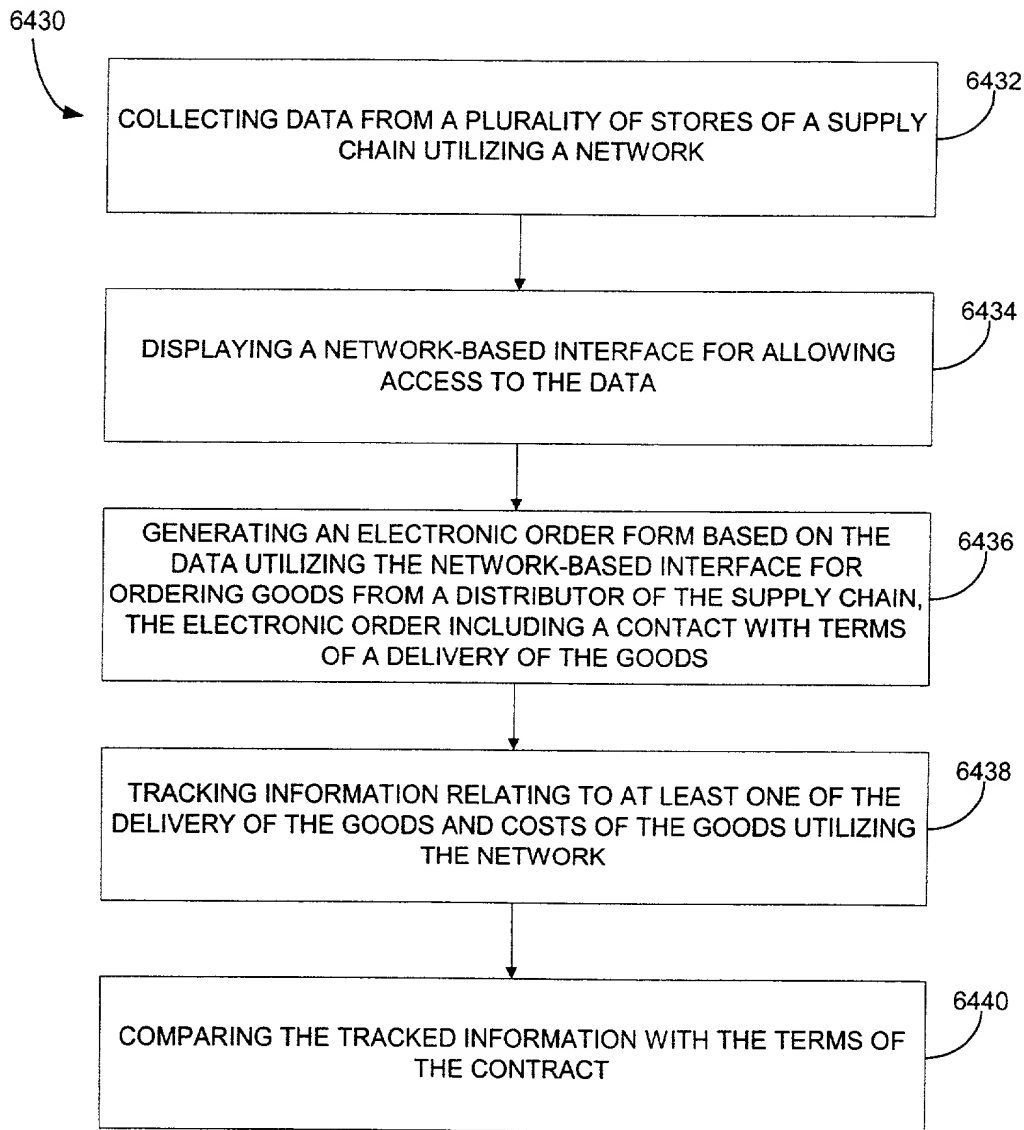 6430
6432
COLLECTING DATA FROM A PLURALITY OF STORES OF A SUPPLY
CHAIN UTILIZING A NETWORK
6434
DISPLAYING A NETWORK-BASED INTERFACE FOR ALLOWING
ACCESS TO THE DATA
6436
GENERATING AN ELECTRONIC ORDER FORM BASED ON THE
DATA UTILIZING THE NETWORK-BASED INTERFACE FOR
ORDERING GOODS FROM A DISTRIBUTOR OF THE SUPPLY CHAIN,
THE ELECTRONIC ORDER INCLUDING A CONTACT WITH TERMS
OF A DELIVERY OF THE GOODS
6438
TRACKING INFORMATION RELATING TO AT LEAST ONE OF THE
DELIVERY OF THE GOODS AND COSTS OF THE GOODS UTILIZING
THE NETWORK
6440
COMPARING THE TRACKED INFORMATION WITH THE TERMS OF
THE CONTRACT